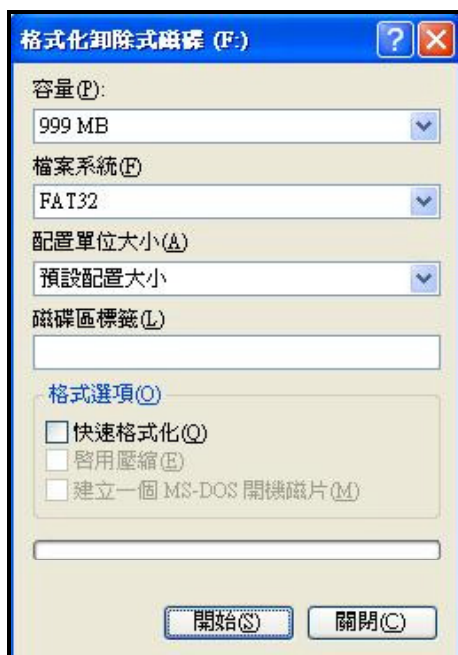 格式化卸除式磁碟 (F:)
容量(P):
999 MB
檔案系統(F)
FAT32
配置單位大小(A)
預設配置大小
磁碟區標籤(L)
格式選項(O)
快速格式化(Q)
啟用壓縮(E)
建立一個 MS-DOS 開機磁片(M)
開始(S)
關閉(C)